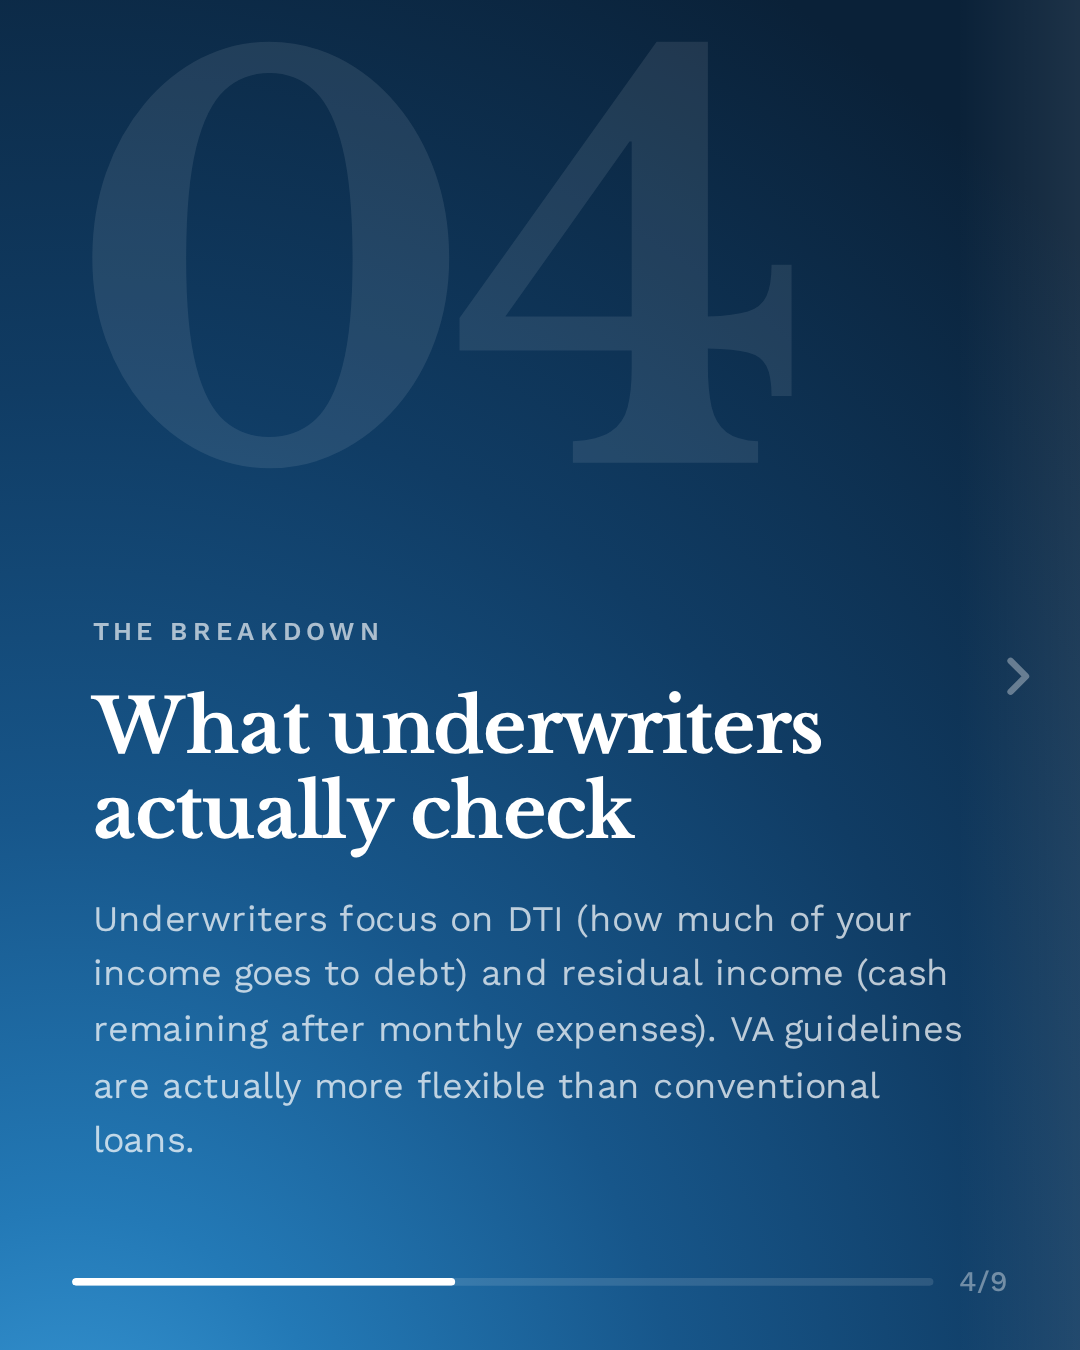 04
THE BREAKDOWN
What underwriters
actually check
Underwriters focus on DTI (how much of your
income goes to debt) and residual income (cash
remaining after monthly expenses). VA guidelines
are actually more flexible than conventional
loans.
4/9